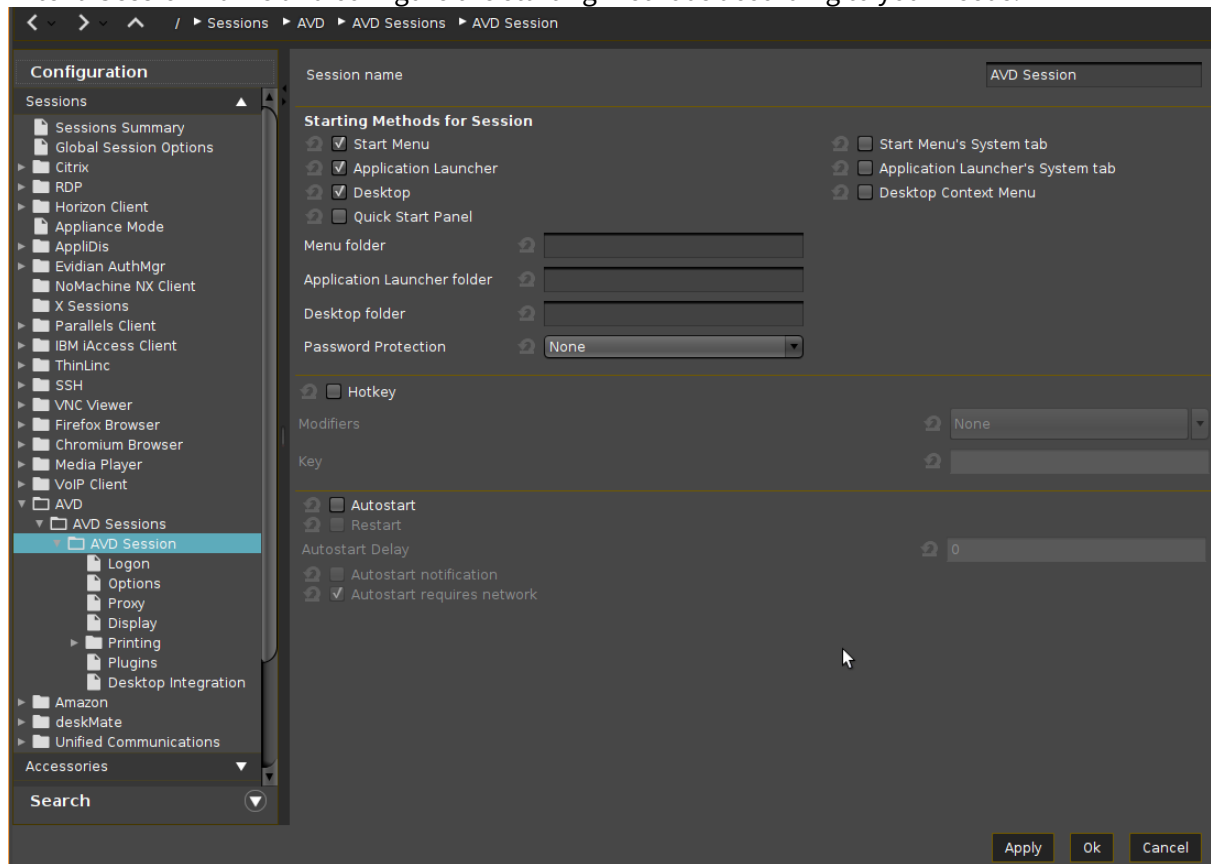 / Sessions AVD AVD Sessions AVD Session
Configuration
Sessions
Sessions Summary
Global Session Options
Citrix
RDP
Horizon Client
Appliance Mode
AppliDis
Evidian AuthMgr
NoMachine NX Client
X Sessions
Parallels Client
IBM iAccess Client
ThinLinc
SSH
VNC Viewer
Firefox Browser
Chromium Browser
Media Player
VoIP Client
AVD
AVD Sessions
AVD Session
Logon
Options
Proxy
Display
Printing
Plugins
Desktop Integration
Amazon
deskMate
Unified Communications
Accessories
Search
Session name AVD Session
Starting Methods for Session
Start Menu Start Menu's System tab
Application Launcher Application Launcher's System tab
Desktop Desktop Context Menu
Quick Start Panel
Menu folder
Application Launcher folder
Desktop folder
Password Protection None
Hotkey
Modifiers None
Key
Autostart
Restart
Autostart Delay 0
Autostart notification
Autostart requires network
Apply Ok Cancel